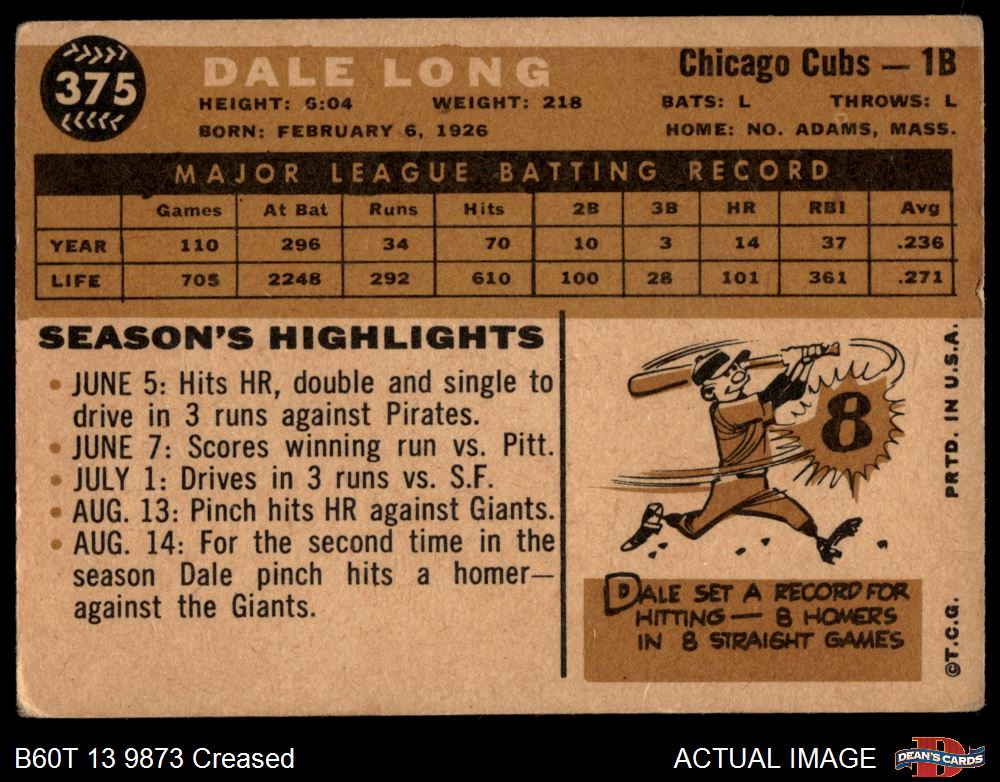 375
DALE LONG
Chicago Cubs — 1B
HEIGHT: 6:04 WEIGHT: 218 BATS: L THROWS: L
BORN: FEBRUARY 6, 1926 HOME: NO. ADAMS, MASS.
MAJOR LEAGUE BATTING RECORD
Games At Bat Runs Hits 2B 3B HR RBI Avg
YEAR 110 296 34 70 10 3 14 37 .236
LIFE 705 2248 292 610 100 28 101 361 .271
SEASON'S HIGHLIGHTS
• JUNE 5: Hits HR, double and single to
drive in 3 runs against Pirates.
• JUNE 7: Scores winning run vs. Pitt.
• JULY 1: Drives in 3 runs vs. S.F.
• AUG. 13: Pinch hits HR against Giants.
• AUG. 14: For the second time in the
season Dale pinch hits a homer—
against the Giants.
8
DALE SET A RECORD FOR
HITTING — 8 HOMERS
IN 8 STRAIGHT GAMES
©T.C.G. PRTD. IN U.S.A.
B60T 13 9873 Creased
ACTUAL IMAGE
D
DEAN'S CARDS